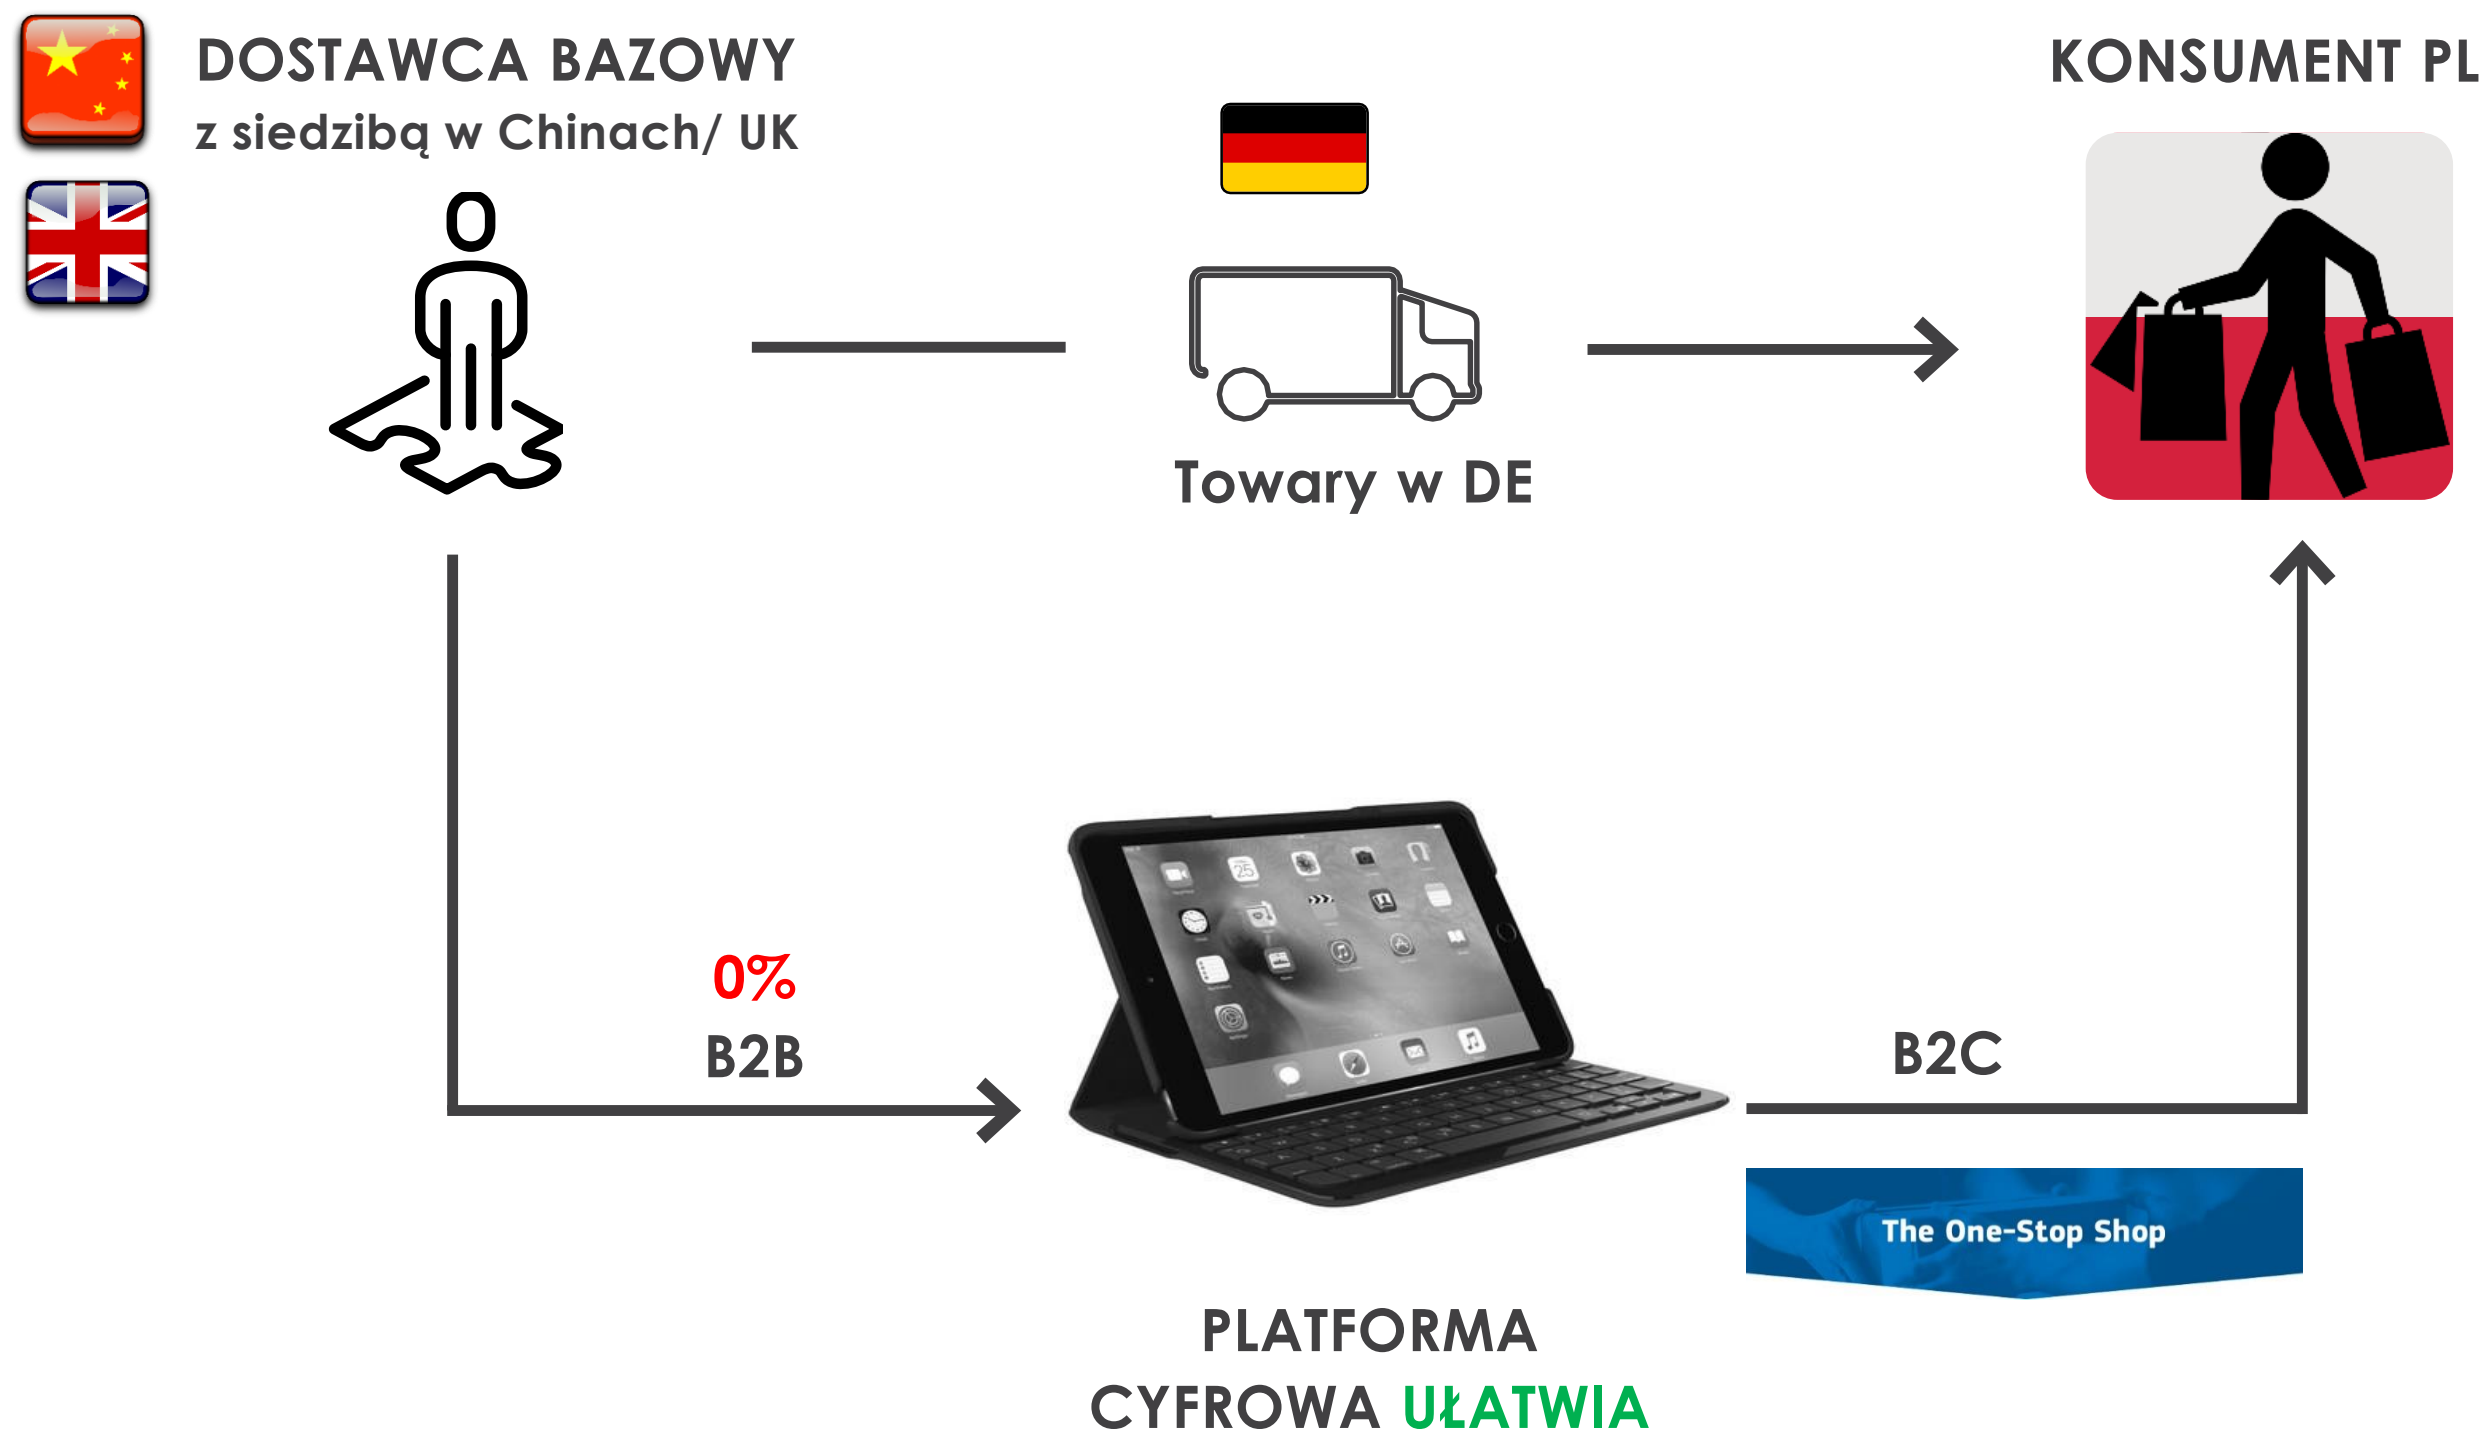 DOSTAWCA BAZOWY
z siedzibą w Chinach/ UK
KONSUMENT PL
Towary w DE
0%
B2B
B2C
The One-Stop Shop
PLATFORMA
CYFROWA UŁATWIA